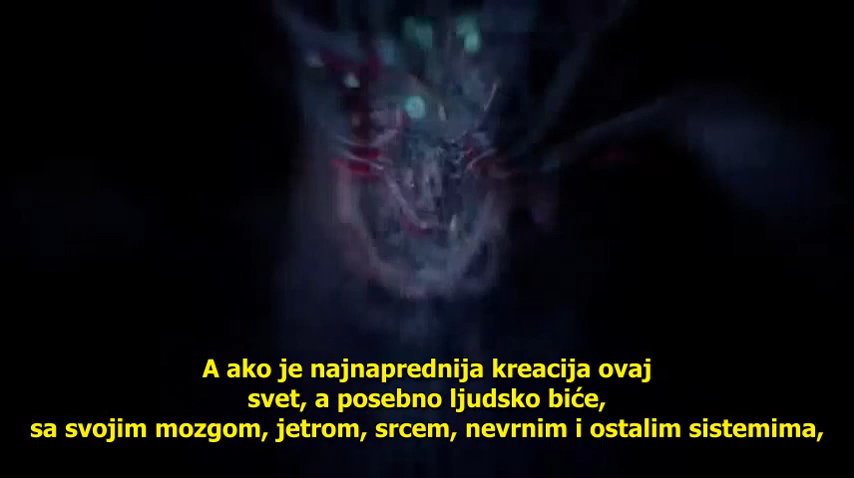 A ako je najnaprednija kreacija ovaj
svet, a posebno ljudsko biće,
sa svojim mozgom, jetrom, srcem, nevrnim i ostalim sistemima,